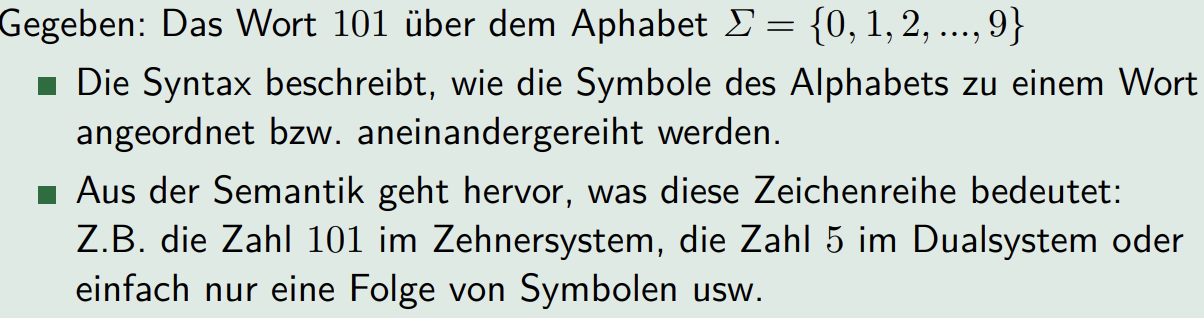 Gegeben: Das Wort 101 über dem Aphabet Σ = {0, 1, 2, ..., 9}
Die Syntax beschreibt, wie die Symbole des Alphabets zu einem Wort
angeordnet bzw. aneinandergereiht werden.
Aus der Semantik geht hervor, was diese Zeichenreihe bedeutet:
Z.B. die Zahl 101 im Zehnersystem, die Zahl 5 im Dualsystem oder
einfach nur eine Folge von Symbolen usw.